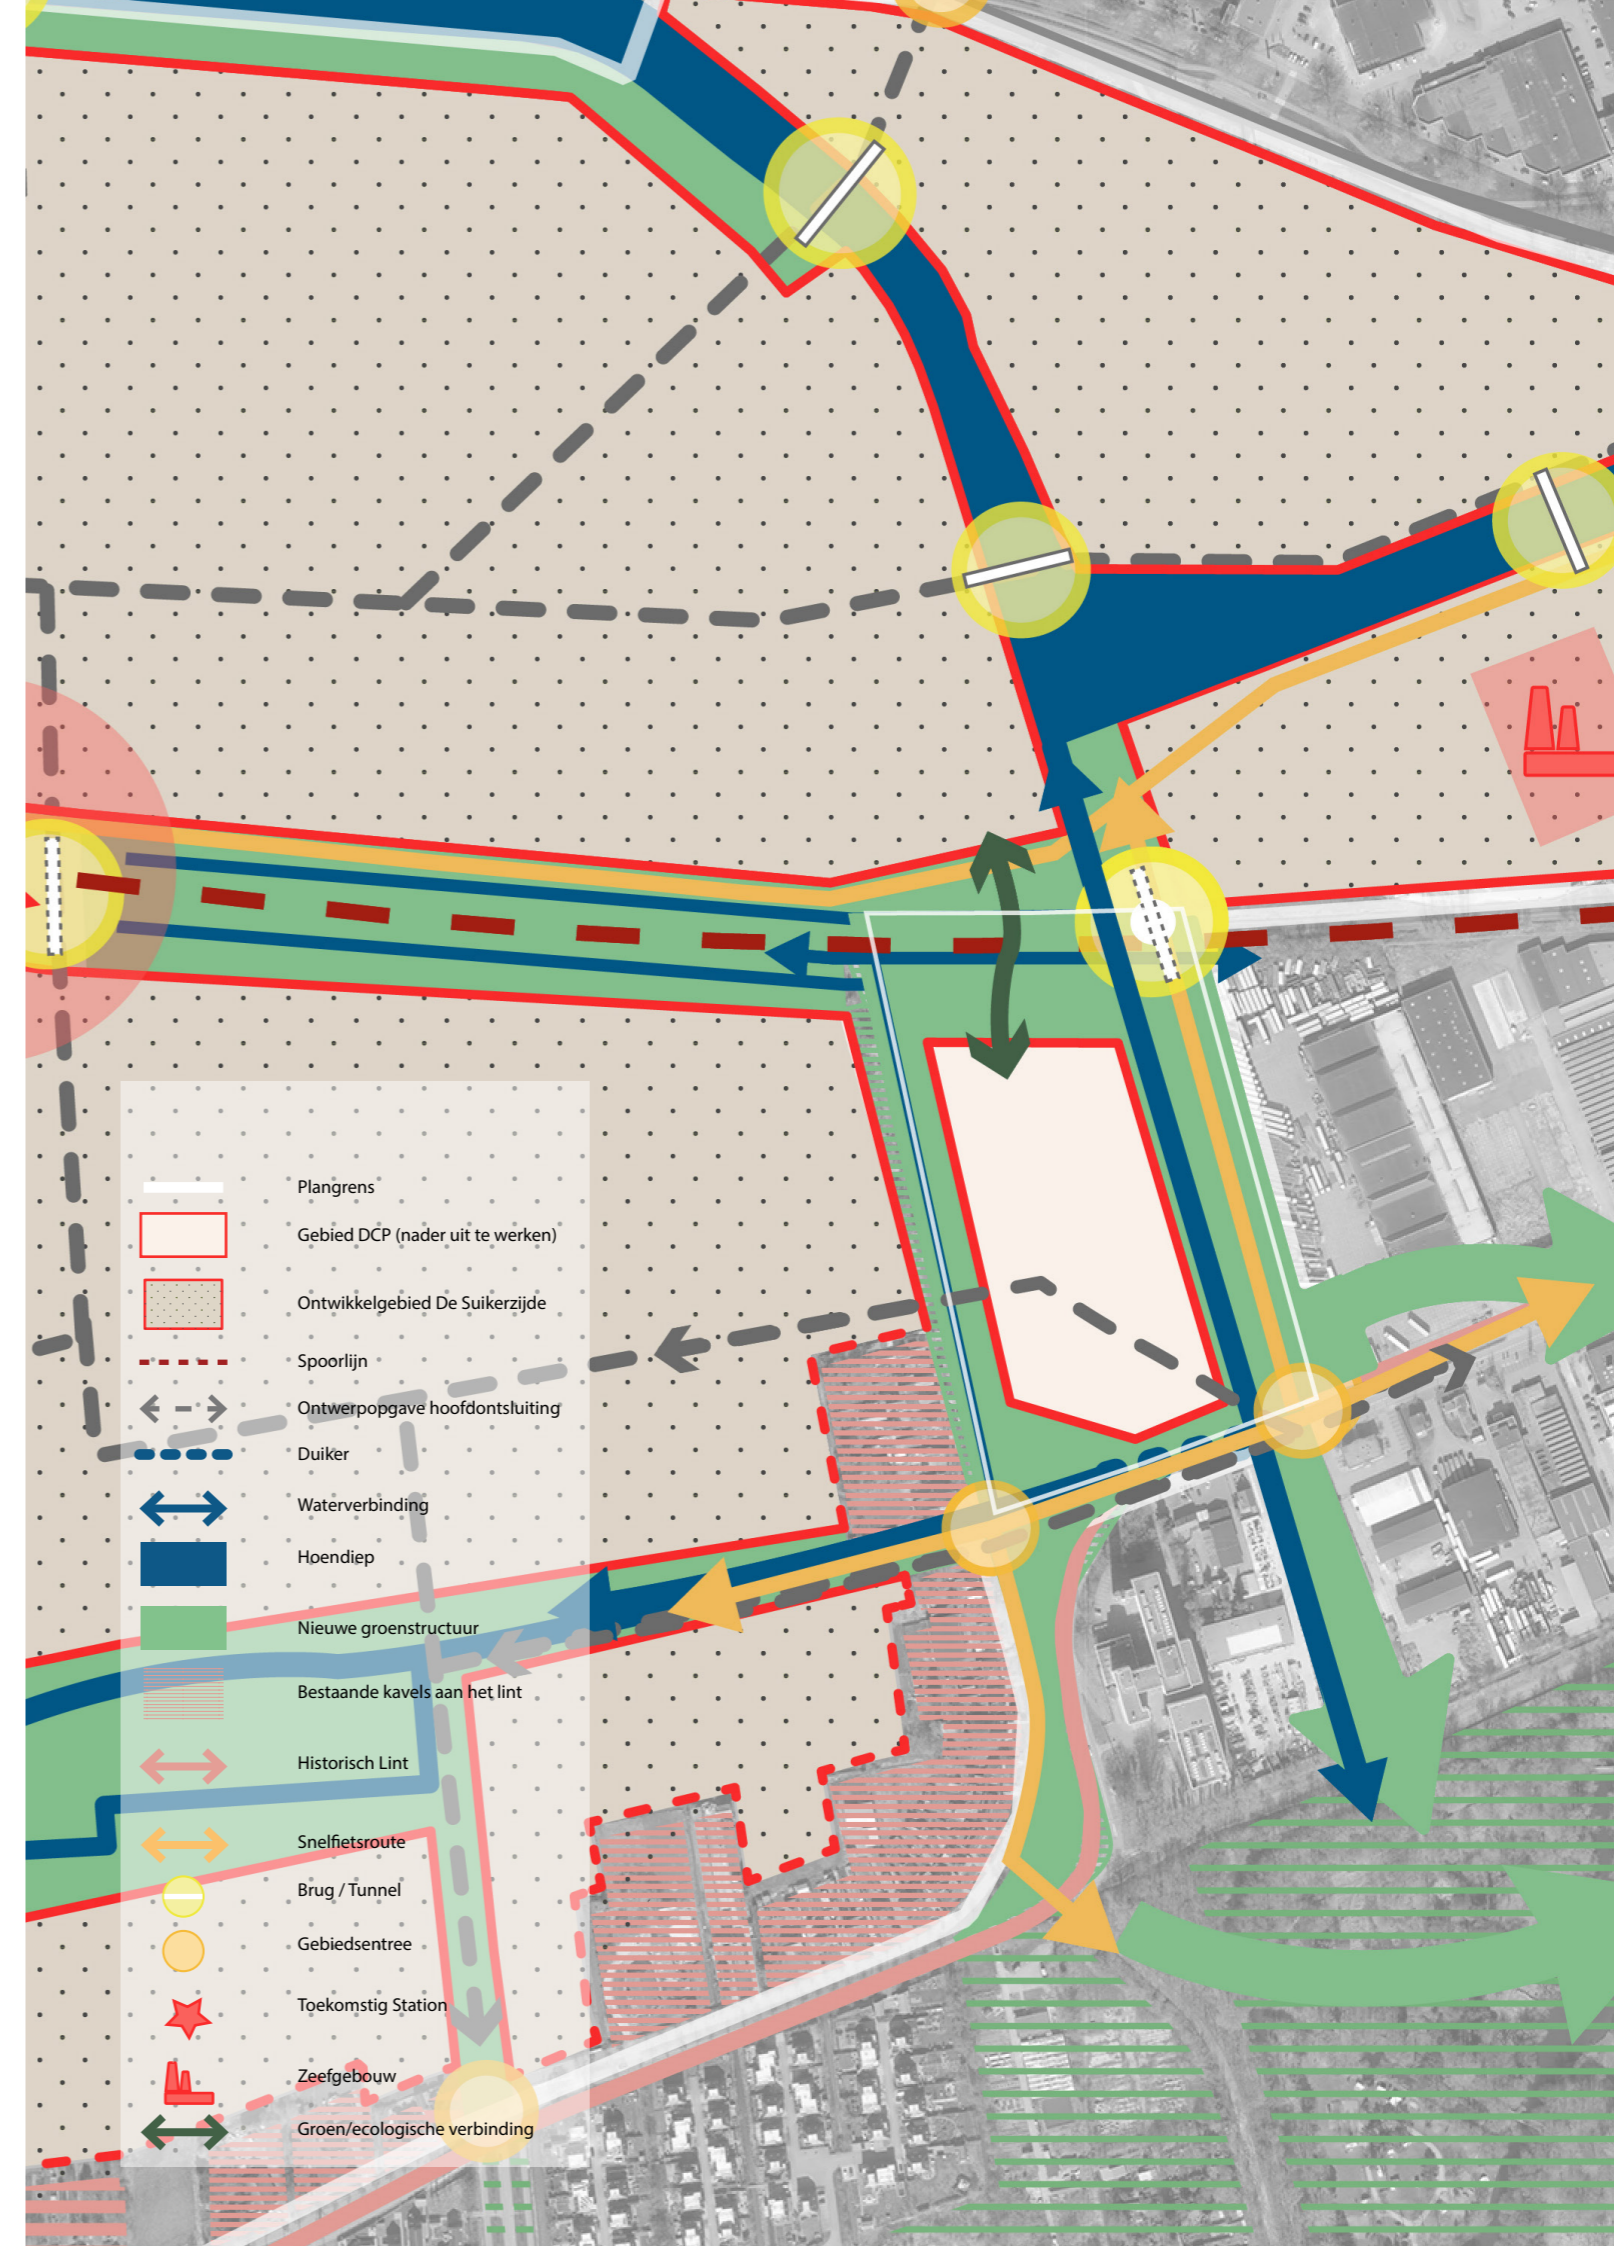 Plangrens
Gebied DCP (nader uit te werken)
Ontwikkelgebied De Suikerzijde
Spoorlijn
Ontwerpopgave hoofdontsluiting
Duiker
Waterverbinding
Hoendiep
Nieuwe groenstructuur
Bestaande kavels aan het lint
Historisch Lint
Snelfietsroute
Brug / Tunnel
Gebiedsentree
Toekomstig Station
Zeefgebouw
Groen/ecologische verbinding